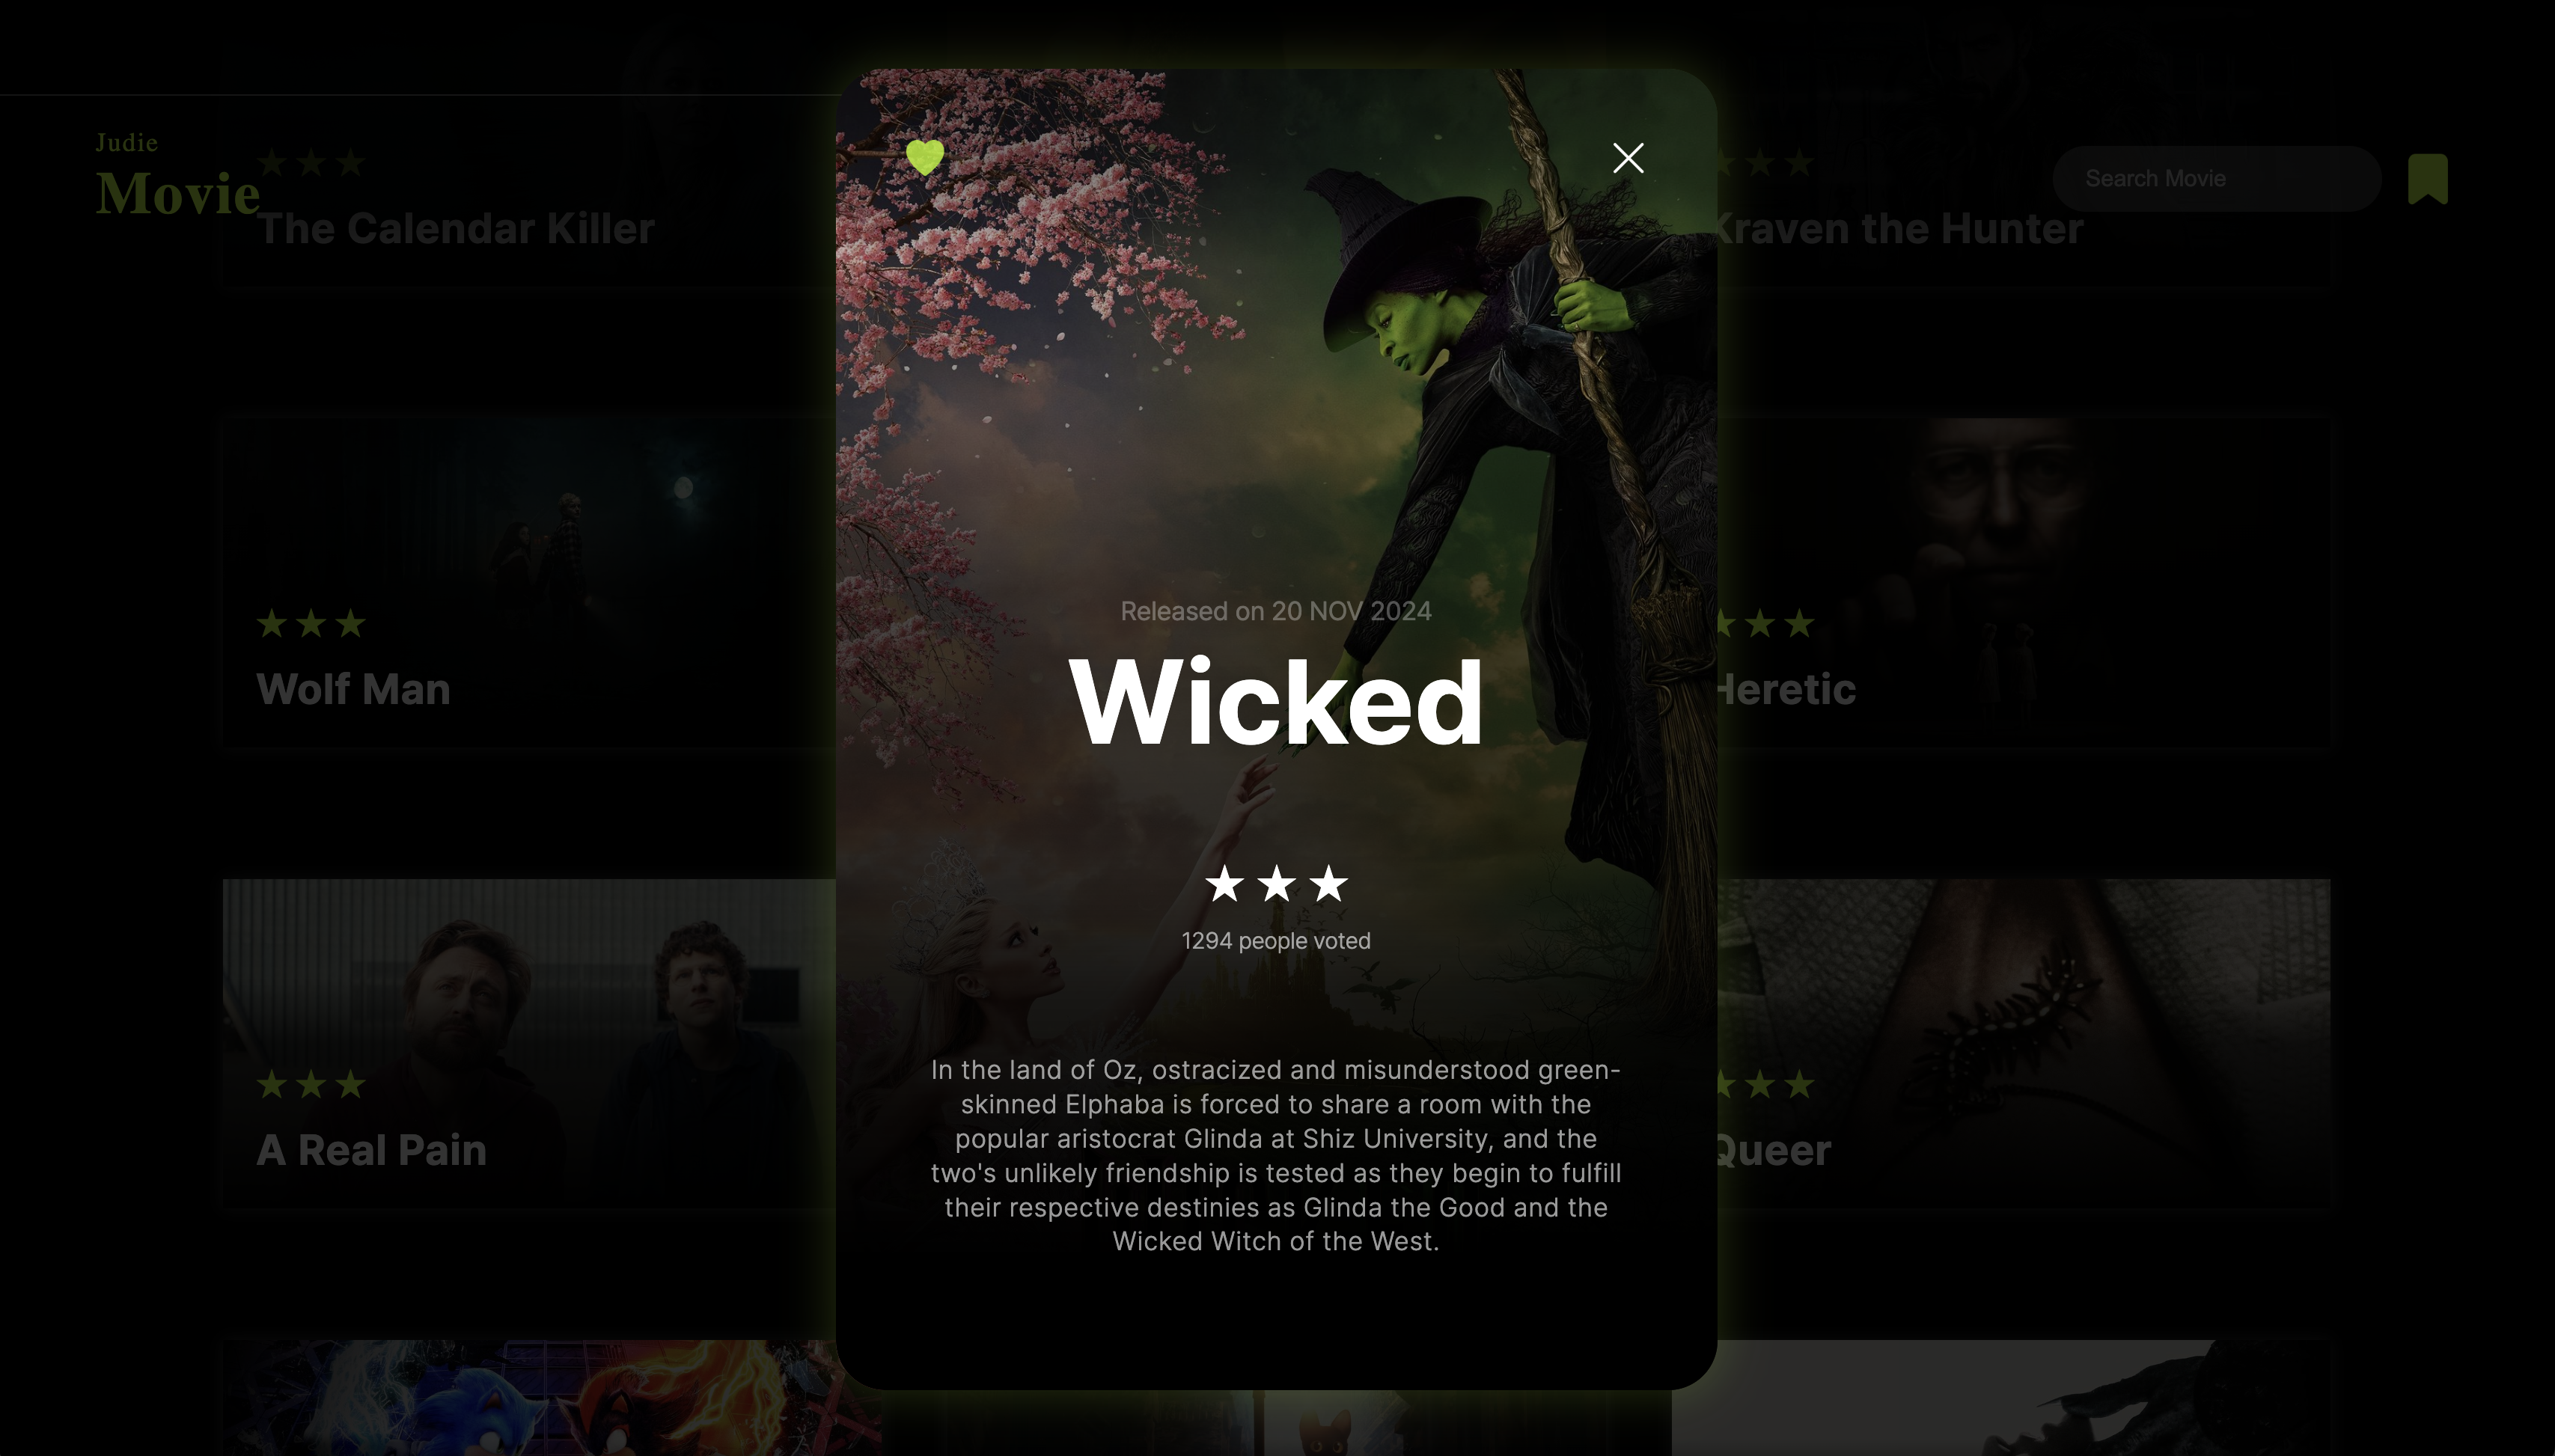 Judie
Movie
Search Movie
The Calendar Killer
Kraven the Hunter
Wolf Man
Heretic
A Real Pain
Queer
Released on 20 NOV 2024
Wicked
1294 people voted
In the land of Oz, ostracized and misunderstood green-
skinned Elphaba is forced to share a room with the
popular aristocrat Glinda at Shiz University, and the
two's unlikely friendship is tested as they begin to fulfill
their respective destinies as Glinda the Good and the
Wicked Witch of the West.